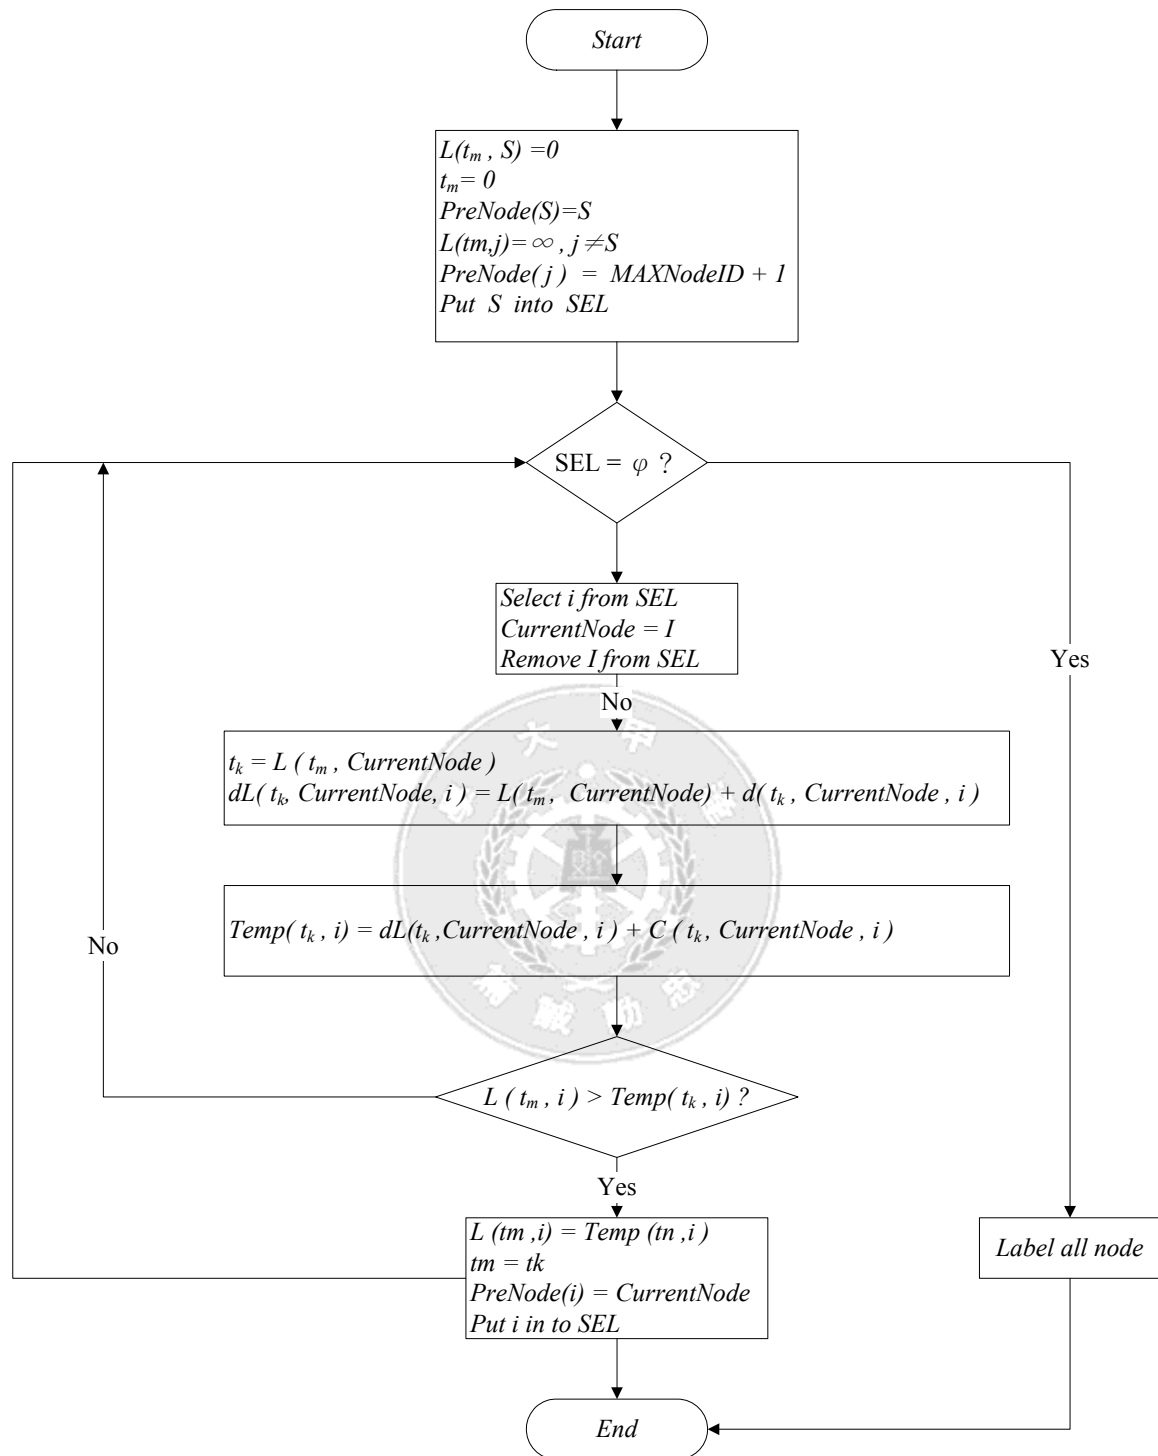 Start
L(tm , S) =0
tm= 0
PreNode(S)=S
L(tm,j)=∞ , j≠S
PreNode(j) = MAXNodeID + 1
Put S into SEL
SEL = φ ?
Select i from SEL
CurrentNode = I
Remove I from SEL
Yes
No
tk = L ( tm , CurrentNode )
dL( tk, CurrentNode, i ) = L( tm , CurrentNode) + d( tk , CurrentNode , i )
Temp( tk , i) = dL(tk ,CurrentNode , i ) + C ( tk, CurrentNode , i )
No
L ( tm , i ) > Temp( tk , i) ?
Yes
L (tm ,i) = Temp (tn ,i )
tm = tk
PreNode(i) = CurrentNode
Put i in to SEL
Label all node
End